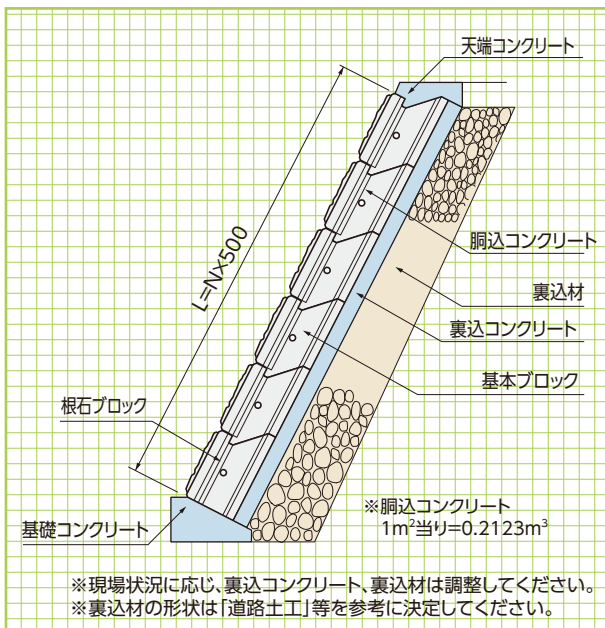 天端コンクリート
L=N×500
胴込コンクリート
裏込材
裏込コンクリート
基本ブロック
根石ブロック
基礎コンクリート
※胴込コンクリート
1m²当り=0.2123m³
※現場状況に応じ、裏込コンクリート、裏込材は調整してください。
※裏込材の形状は「道路土工」等を参考に決定してください。